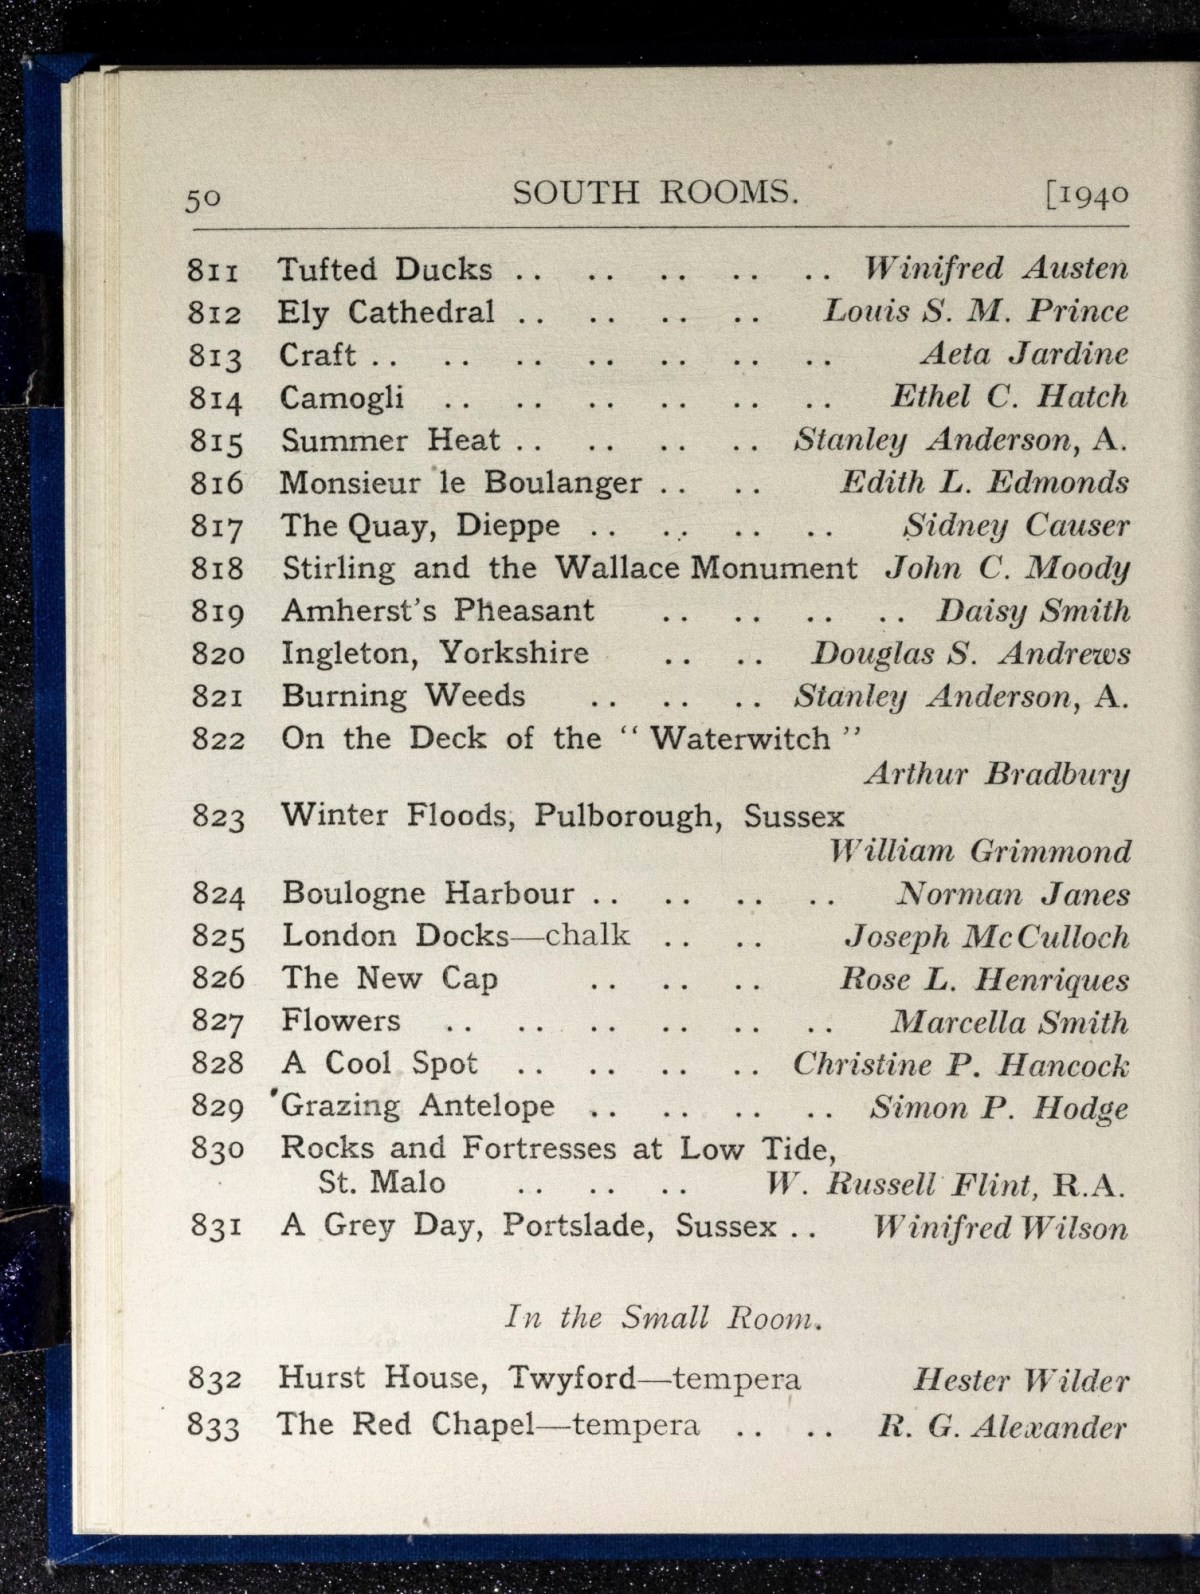 50 SOUTH ROOMS. [1940
811 Tufted Ducks .. .. .. .. .. Winifred Austen
812 Ely Cathedral .. .. .. .. Louis S. M. Prince
813 Craft .. .. .. .. .. .. .. Aeta Jardine
814 Camogli .. .. .. .. .. .. Ethel C. Hatch
815 Summer Heat .. .. .. .. Stanley Anderson, A.
816 Monsieur le Boulanger .. .. Edith L. Edmonds
817 The Quay, Dieppe .. .. .. .. Sidney Causer
818 Stirling and the Wallace Monument John C. Moody
819 Amherst's Pheasant .. .. .. .. Daisy Smith
820 Ingleton, Yorkshire .. .. Douglas S. Andrews
821 Burning Weeds .. .. .. Stanley Anderson, A.
822 On the Deck of the “ Waterwitch ”
Arthur Bradbury
823 Winter Floods, Pulborough, Sussex
William Grimmond
824 Boulogne Harbour .. .. .. .. Norman Janes
825 London Docks—chalk .. .. Joseph McCulloch
826 The New Cap .. .. .. Rose L. Henriques
827 Flowers .. .. .. .. .. .. Marcella Smith
828 A Cool Spot .. .. .. .. Christine P. Hancock
829 Grazing Antelope .. .. .. .. Simon P. Hodge
830 Rocks and Fortresses at Low Tide,
St. Malo .. .. .. W. Russell Flint, R.A.
831 A Grey Day, Portslade, Sussex .. Winifred Wilson
In the Small Room.
832 Hurst House, Twyford—tempera Hester Wilder
833 The Red Chapel—tempera .. .. R. G. Alexander